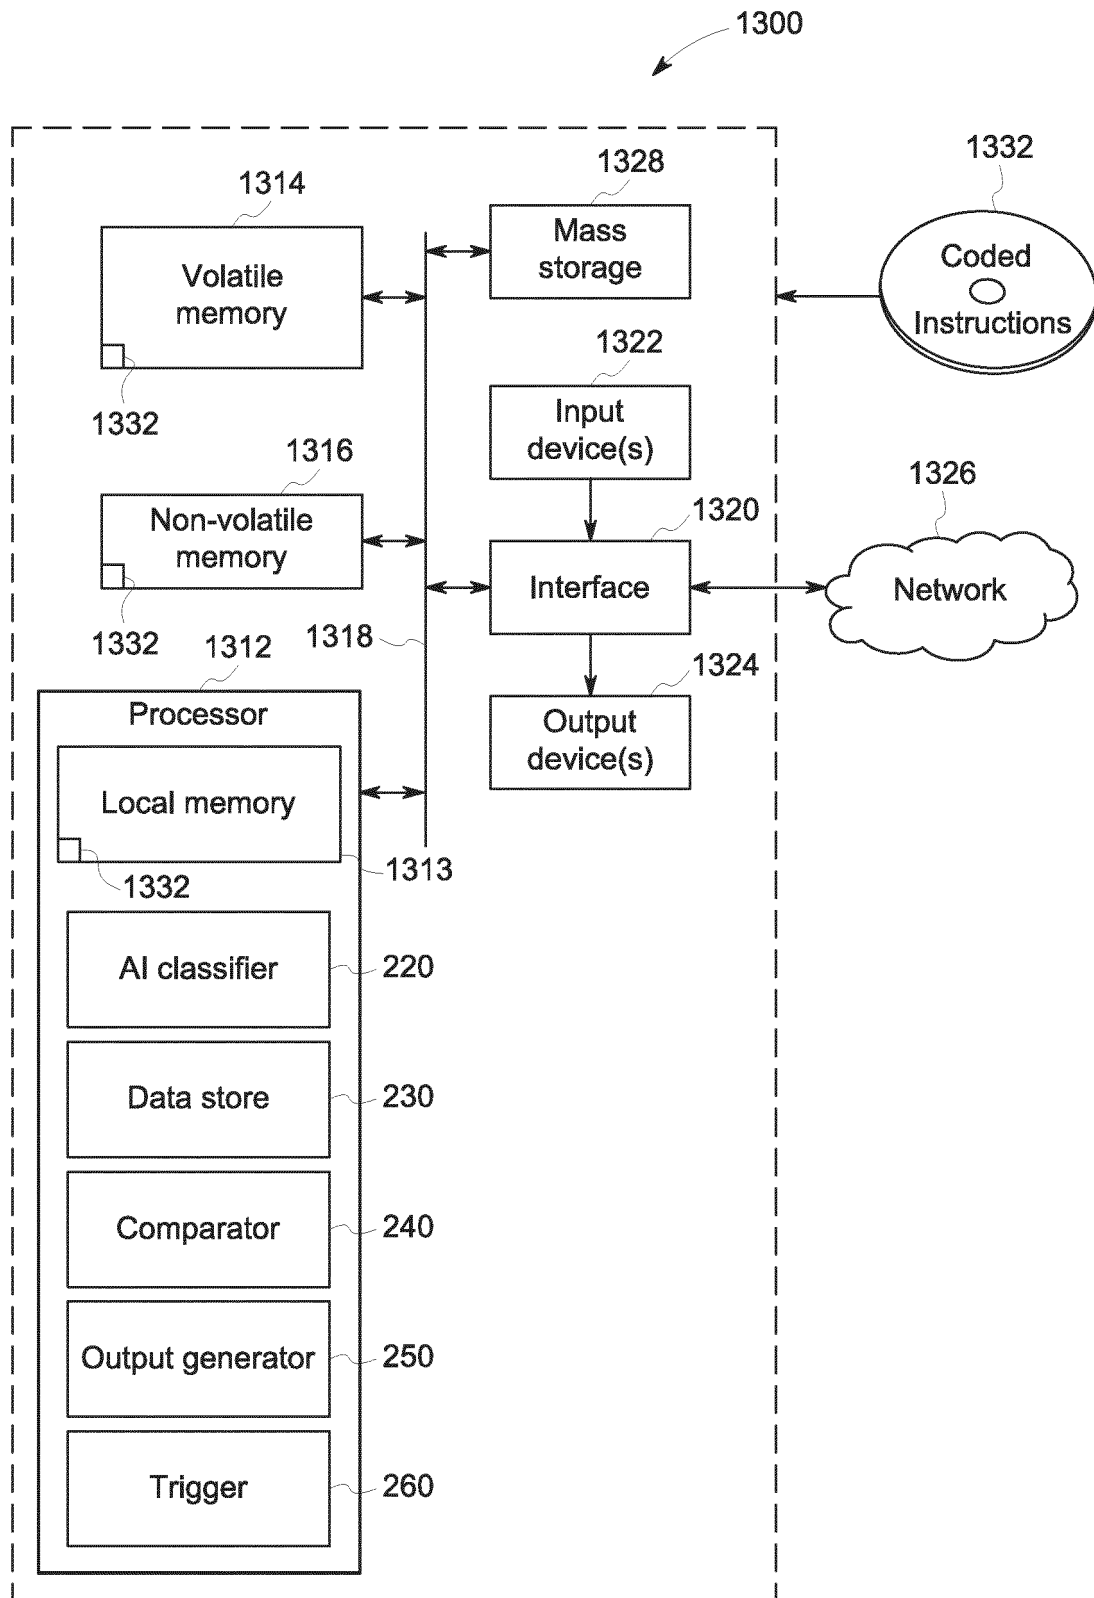 1300
1314
Volatile
memory
1332
1328
Mass
storage
1332
Coded
Instructions
1322
Input
device(s)
1316
Non-volatile
memory
1332
1320
Interface
1326
Network
1318
1324
Output
device(s)
1312
Processor
Local memory
1313
1332
AI classifier
220
Data store
230
Comparator
240
Output generator
250
Trigger
260